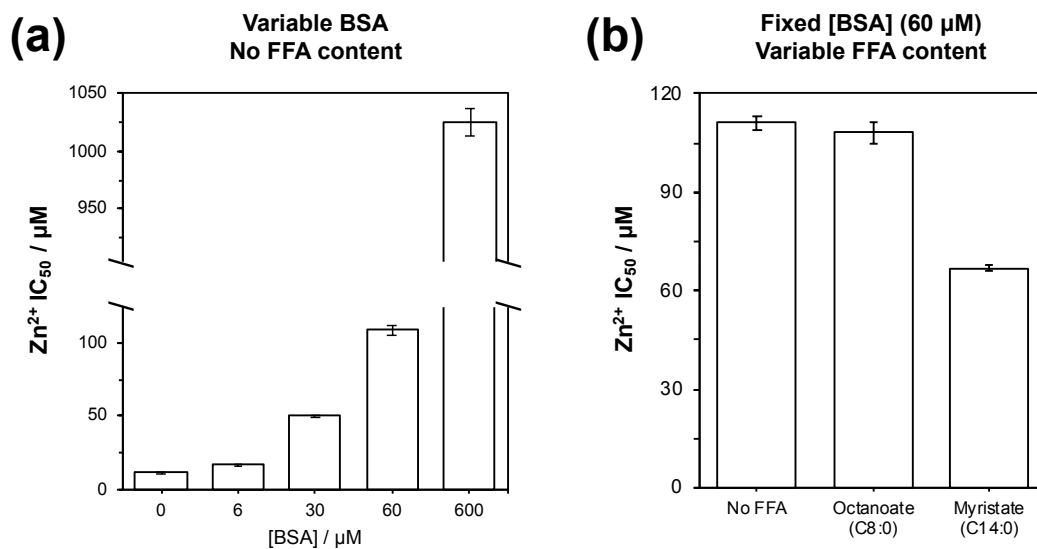 (a)
Variable BSA
No FFA content
Zn²⁺ IC₅₀ / µM
1050
1000
950
100
50
0
0 6 30 60 600
[BSA] / µM
(b)
Fixed [BSA] (60 µM)
Variable FFA content
Zn²⁺ IC₅₀ / µM
120
90
60
30
0
No FFA Octanoate Myristate
(C8:0) (C14:0)